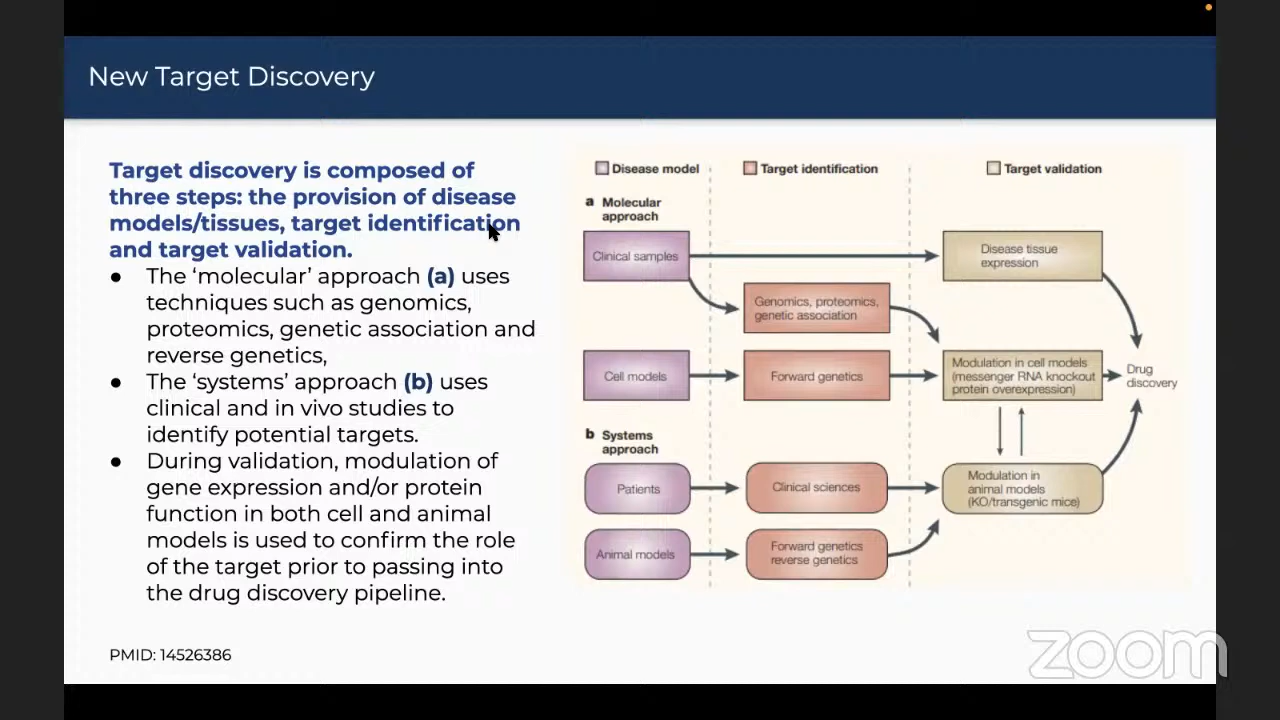 New Target Discovery
Target discovery is composed of
three steps: the provision of disease
models/tissues, target identification
and target validation.
● The ‘molecular’ approach (a) uses
techniques such as genomics,
proteomics, genetic association and
reverse genetics,
● The ‘systems’ approach (b) uses
clinical and in vivo studies to
identify potential targets.
● During validation, modulation of
gene expression and/or protein
function in both cell and animal
models is used to confirm the role
of the target prior to passing into
the drug discovery pipeline.
PMID: 14526386
Disease model
Target identification
Target validation
a Molecular
approach
Clinical samples
Disease tissue
expression
Genomics, proteomics,
genetic association
Cell models
Forward genetics
Modulation in cell models
(messenger RNA knockout
protein overexpression)
Drug
discovery
b Systems
approach
Patients
Clinical sciences
Modulation in
animal models
(KO/transgenic mice)
Animal models
Forward genetics
reverse genetics
zoom